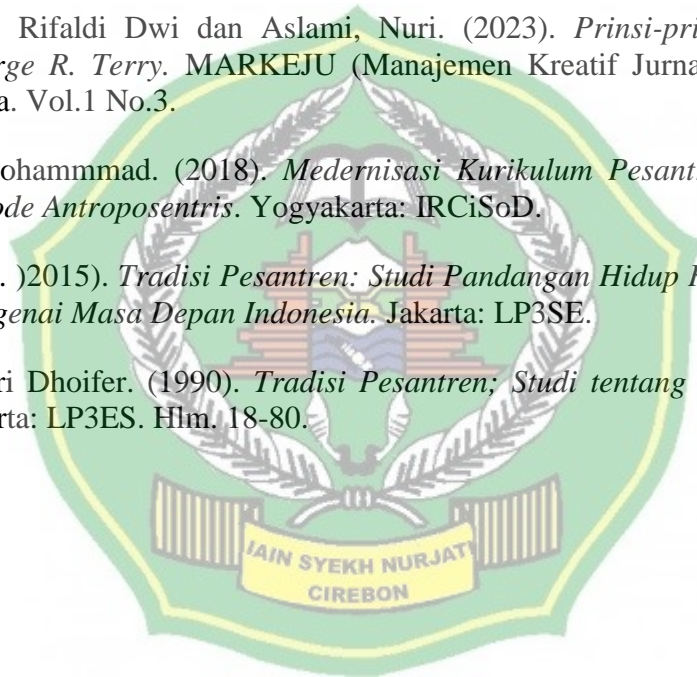 Rifaldi Dwi dan Aslami, Nuri. (2023). Prinsi-pri
rge R. Terry. MARKEJU (Manajemen Kreatif Jurna
a. Vol.1 No.3.
ohammmad. (2018). Medernisasi Kurikulum Pesant
ode Antroposentris. Yogyakarta: IRCiSoD.
. )2015). Tradisi Pesantren: Studi Pandangan Hidup
genai Masa Depan Indonesia. Jakarta: LP3SE.
ri Dhoifer. (1990). Tradisi Pesantren; Studi tentang
rta: LP3ES. Hlm. 18-80.
IAIN SYEKH NURJATI
CIREBON